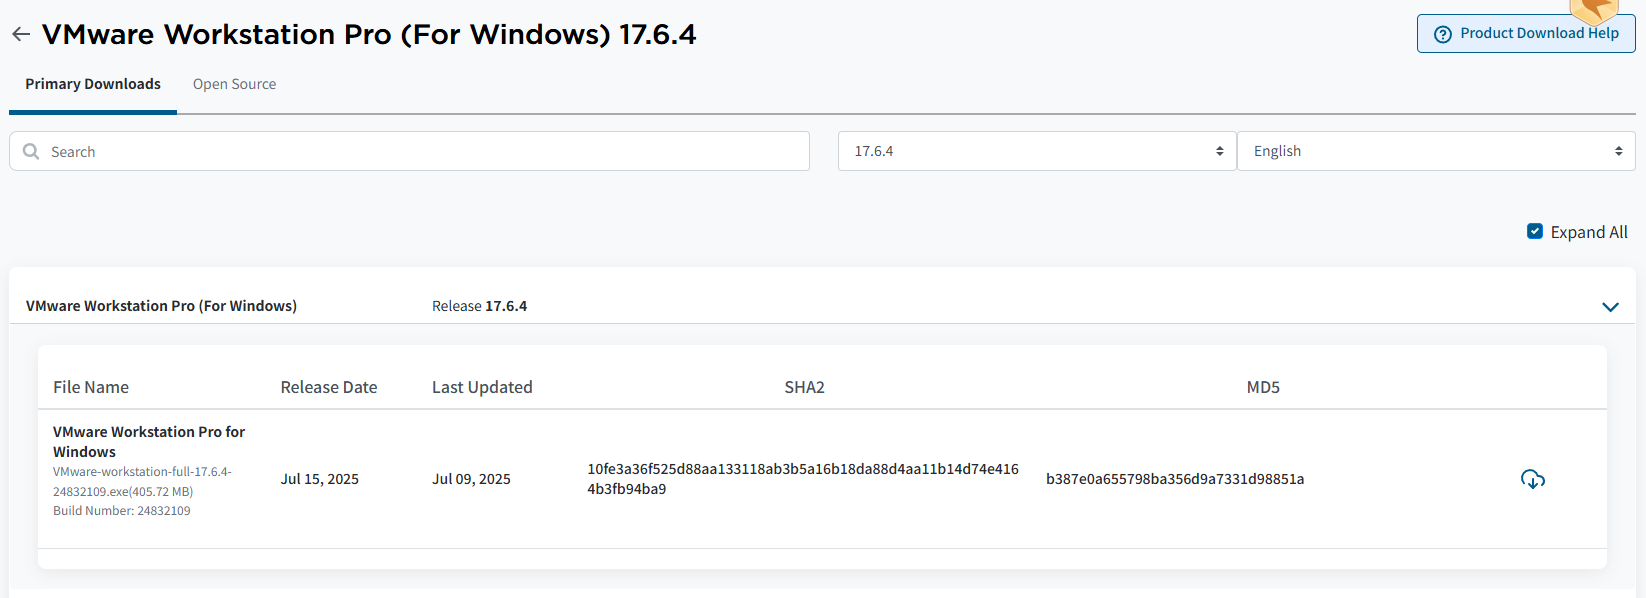 VMware Workstation Pro (For Windows) 17.6.4
Product Download Help
Primary Downloads
Open Source
Search
17.6.4
English
Expand All
VMware Workstation Pro (For Windows)
Release 17.6.4
File Name
Release Date
Last Updated
SHA2
MD5
VMware Workstation Pro for
Windows
VMware-workstation-full-17.6.4-
24832109.exe(405.72 MB)
Build Number: 24832109
Jul 15, 2025
Jul 09, 2025
10fe3a36f525d88aa133118ab3b5a16b18da88d4aa11b14d74e416
4b3fb94ba9
b387e0a655798ba356d9a7331d98851a